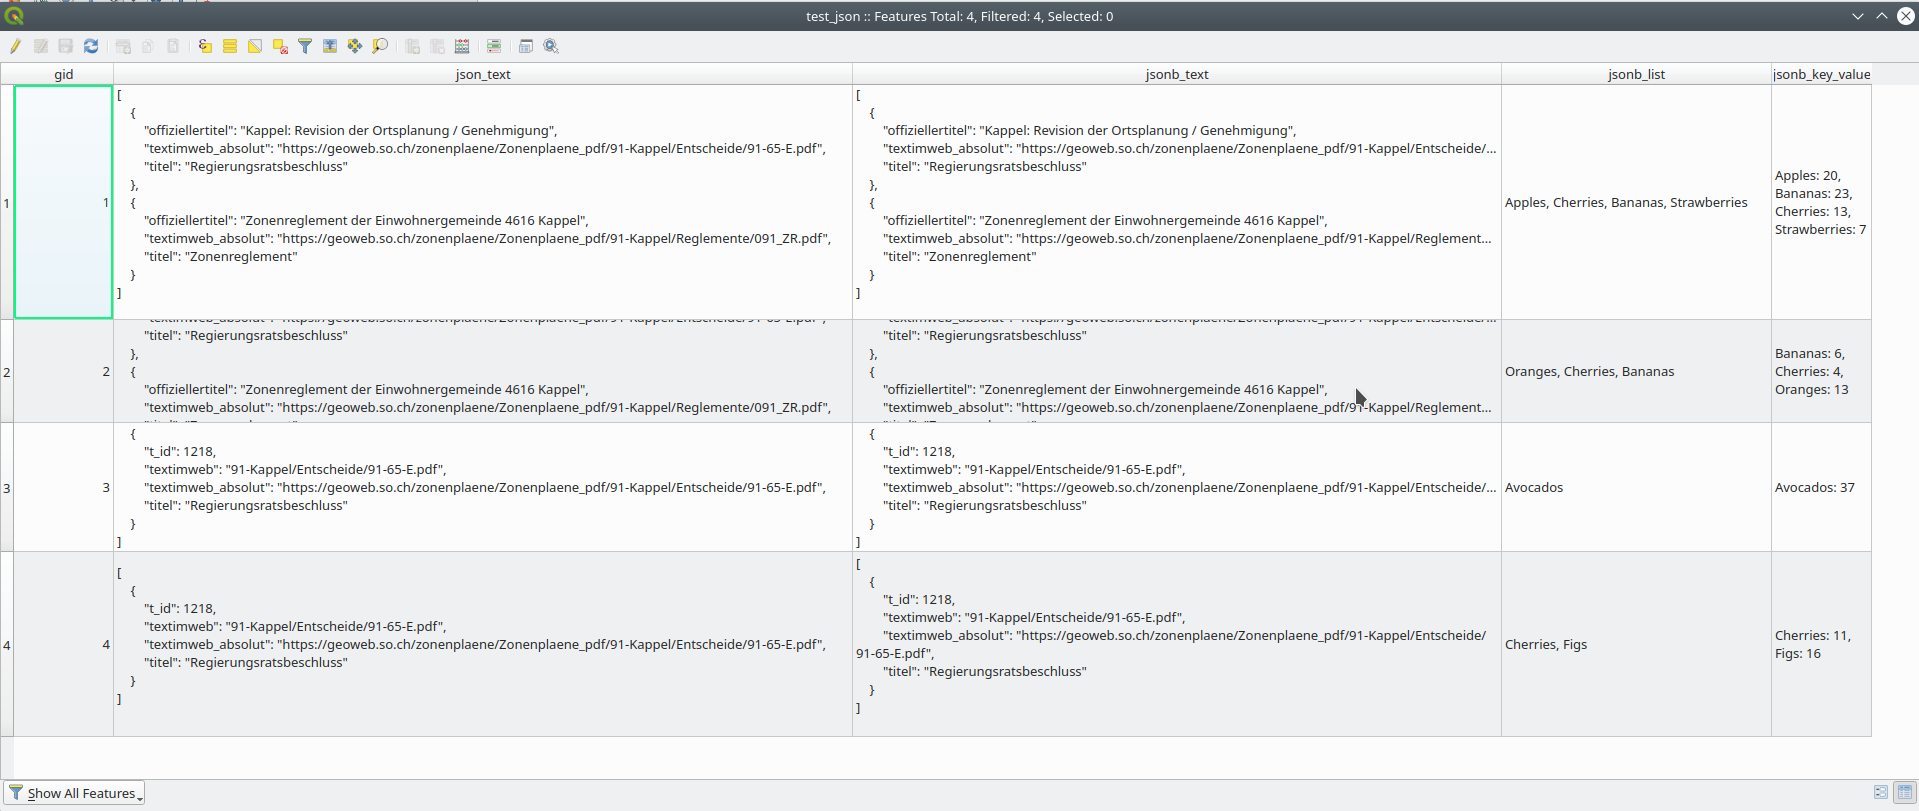 test_json :: Features Total: 4, Filtered: 4, Selected: 0
gid json_text jsonb_text jsonb_list jsonb_key_value
1
1
[
{
"offiziellertitel": "Kappel: Revision der Ortsplanung / Genehmigung",
"textimweb_absolut": "https://geoweb.so.ch/zonenplaene/Zonenplaene_pdf/91-Kappel/Entscheide/91-65-E.pdf",
"titel": "Regierungsratsbeschluss"
},
{
"offiziellertitel": "Zonenreglement der Einwohnergemeinde 4616 Kappel",
"textimweb_absolut": "https://geoweb.so.ch/zonenplaene/Zonenplaene_pdf/91-Kappel/Reglemente/091_ZR.pdf",
"titel": "Zonenreglement"
}
]
[
{
"offiziellertitel": "Kappel: Revision der Ortsplanung / Genehmigung",
"textimweb_absolut": "https://geoweb.so.ch/zonenplaene/Zonenplaene_pdf/91-Kappel/Entscheide/...
"titel": "Regierungsratsbeschluss"
},
{
"offiziellertitel": "Zonenreglement der Einwohnergemeinde 4616 Kappel",
"textimweb_absolut": "https://geoweb.so.ch/zonenplaene/Zonenplaene_pdf/91-Kappel/Reglement...
"titel": "Zonenreglement"
}
]
Apples, Cherries, Bananas, Strawberries
Apples: 20,
Bananas: 23,
Cherries: 13,
Strawberries: 7
2
2
"titel": "Regierungsratsbeschluss"
},
{
"offiziellertitel": "Zonenreglement der Einwohnergemeinde 4616 Kappel",
"textimweb_absolut": "https://geoweb.so.ch/zonenplaene/Zonenplaene_pdf/91-Kappel/Reglemente/091_ZR.pdf",
"titel": "Regierungsratsbeschluss"
},
{
"offiziellertitel": "Zonenreglement der Einwohnergemeinde 4616 Kappel",
"textimweb_absolut": "https://geoweb.so.ch/zonenplaene/Zonenplaene_pdf/91-Kappel/Reglement...
Oranges, Cherries, Bananas
Bananas: 6,
Cherries: 4,
Oranges: 13
3
3
{
"t_id": 1218,
"textimweb": "91-Kappel/Entscheide/91-65-E.pdf",
"textimweb_absolut": "https://geoweb.so.ch/zonenplaene/Zonenplaene_pdf/91-Kappel/Entscheide/91-65-E.pdf",
"titel": "Regierungsratsbeschluss"
}
]
{
"t_id": 1218,
"textimweb": "91-Kappel/Entscheide/91-65-E.pdf",
"textimweb_absolut": "https://geoweb.so.ch/zonenplaene/Zonenplaene_pdf/91-Kappel/Entscheide/...
"titel": "Regierungsratsbeschluss"
}
]
Avocados
Avocados: 37
4
4
[
{
"t_id": 1218,
"textimweb": "91-Kappel/Entscheide/91-65-E.pdf",
"textimweb_absolut": "https://geoweb.so.ch/zonenplaene/Zonenplaene_pdf/91-Kappel/Entscheide/91-65-E.pdf",
"titel": "Regierungsratsbeschluss"
}
]
[
{
"t_id": 1218,
"textimweb": "91-Kappel/Entscheide/91-65-E.pdf",
"textimweb_absolut": "https://geoweb.so.ch/zonenplaene/Zonenplaene_pdf/91-Kappel/Entscheide/
91-65-E.pdf",
"titel": "Regierungsratsbeschluss"
}
]
Cherries, Figs
Cherries: 11,
Figs: 16
Show All Features